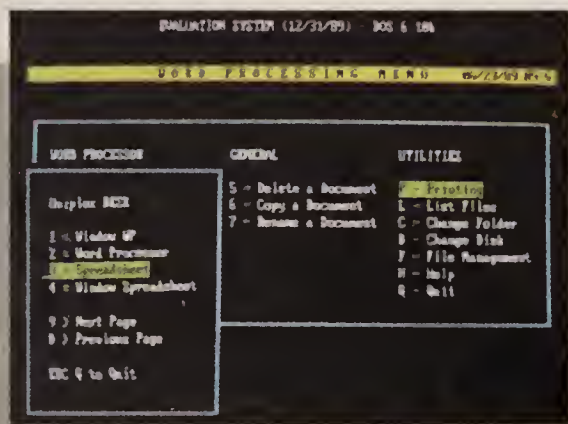 EVALUATION SYSTEM (12/31/89) - DOS 6
WORD PROCESSING MENU
WORD PROCESSOR
Uniplex DESK
1 = Window WP
2 = Word Processor
3 = Spreadsheet
4 = Window Spreadsheet
9 > Next Page
0 > Previous Page
ESC Q to Quit
GENERAL
5 - Delete a Document
6 - Copy a Document
7 - Rename a Document
UTILITIES
P - Printing
L - List Files
C - Change Folder
D - Change Disk
F - File Management
H - Help
Q - Quit